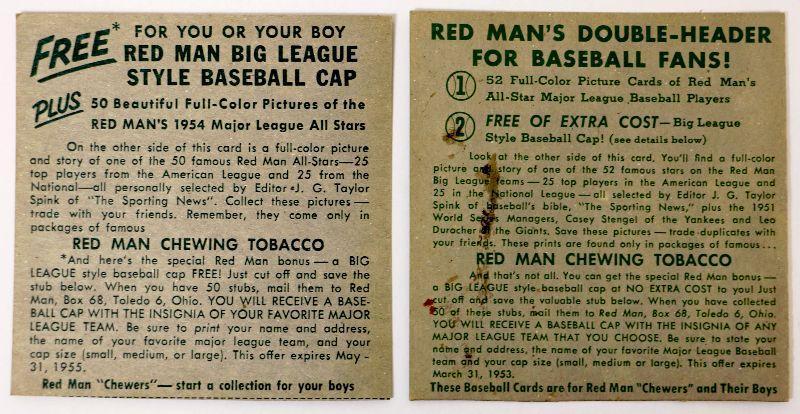 FREE* FOR YOU OR YOUR BOY
RED MAN BIG LEAGUE
STYLE BASEBALL CAP
PLUS 50 Beautiful Full-Color Pictures of the
RED MAN'S 1954 Major League All Stars
On the other side of this card is a full-color picture
and story of one of the 50 famous Red Man All-Stars—25
top players from the American League and 25 from the
National—all personally selected by Editor J. G. Taylor
Spink of "The Sporting News". Collect these pictures—
trade with your friends. Remember, they come only in
packages of famous
RED MAN CHEWING TOBACCO
*And here's the special Red Man bonus — a BIG
LEAGUE style baseball cap FREE! Just cut off and save the
stub below. When you have 50 stubs, mail them to Red
Man, Box 68, Toledo 6, Ohio. YOU WILL RECEIVE A BASE-
BALL CAP WITH THE INSIGNIA OF YOUR FAVORITE MAJOR
LEAGUE TEAM. Be sure to print your name and address,
the name of your favorite major league team, and your
cap size (small, medium, or large). This offer expires May -
31, 1955.
Red Man "Chewers"— start a collection for your boys
RED MAN'S DOUBLE-HEADER
FOR BASEBALL FANS!
1 52 Full-Color Picture Cards of Red Man's
All-Star Major League Baseball Players
2 FREE OF EXTRA COST—Big League
Style Baseball Cap! (see details below)
Look at the other side of this card. You'll find a full-color
picture and story of one of the 52 famous stars on the Red Man
Big League teams — 25 top players in the American League and
25 in the National League — all selected by Editor J. G. Taylor
Spink of baseball's bible, "The Sporting News," plus the 1951
World Series Managers, Casey Stengel of the Yankees and Leo
Durocher of the Giants. Save these pictures — trade duplicates with
your friends. These prints are found only in packages of famous . . .
RED MAN CHEWING TOBACCO
And that's not all. You can get the special Red Man bonus —
a BIG LEAGUE style baseball cap at NO EXTRA COST to you! Just
cut off and save the valuable stub below. When you have collected
50 of these stubs, mail them to Red Man, Box 68, Toledo 6, Ohio.
YOU WILL RECEIVE A BASEBALL CAP WITH THE INSIGNIA OF ANY
MAJOR LEAGUE TEAM THAT YOU CHOOSE. Be sure to state your
name and address, the name of your favorite Major League Baseball
team and your cap size (small, medium or large). This offer expires
March 31, 1953.
These Baseball Cards are for Red Man "Chewers" and Their Boys